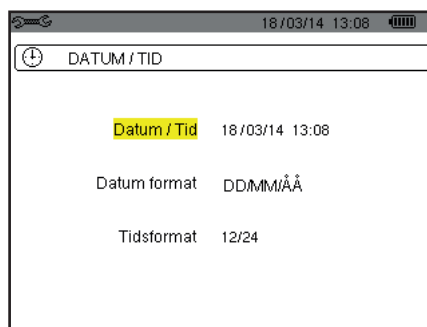 18/03/14 13:08
DATUM / TID
Datum / Tid 18/03/14 13:08
Datum format DD/MM/ÅÅ
Tidsformat 12/24